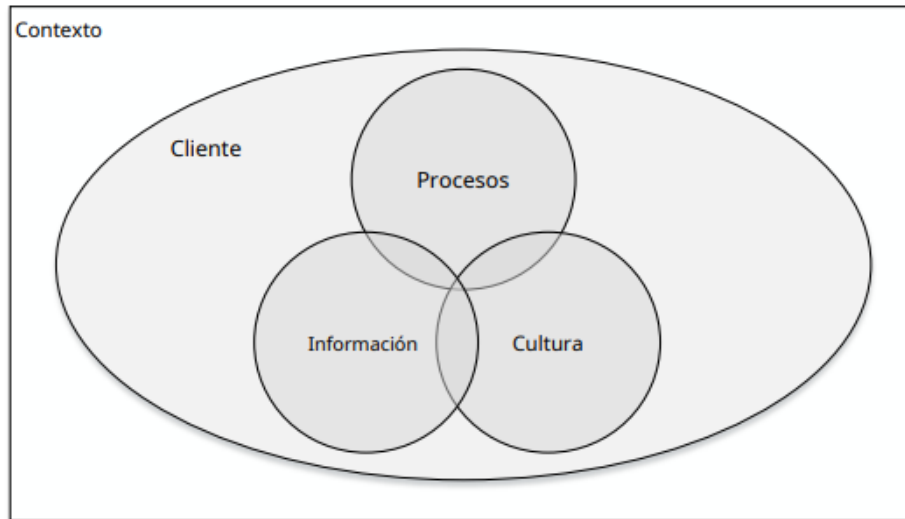 Contexto
Cliente
Procesos
Información
Cultura